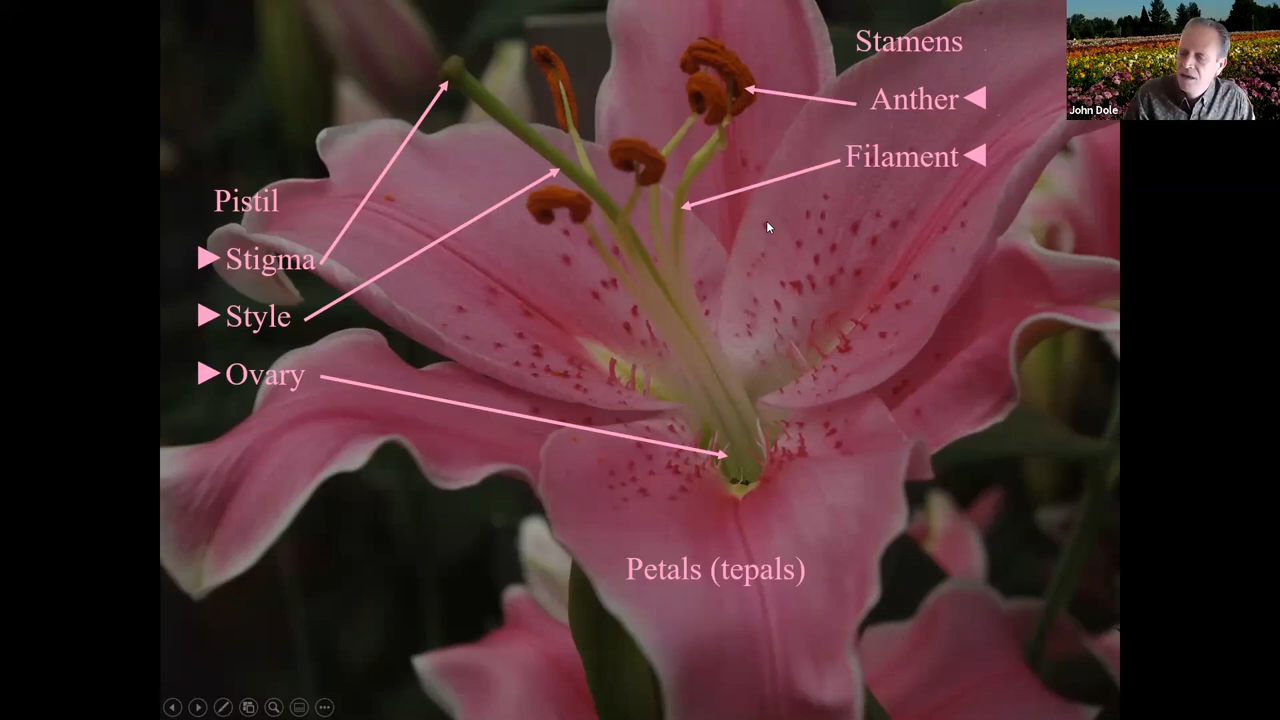 Stamens
Anther
Filament
Pistil
Stigma
Style
Ovary
Petals (tepals)
John Dole